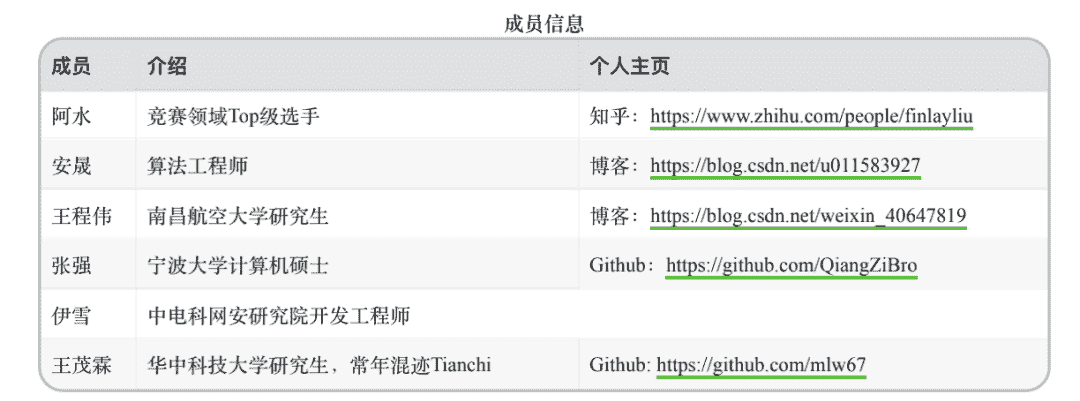 成员信息
成员 介绍 个人主页
阿水 竞赛领域Top级选手 知乎：https://www.zhihu.com/people/finlayliu
安晟 算法工程师 博客：https://blog.csdn.net/u011583927
王程伟 南昌航空大学研究生 博客：https://blog.csdn.net/weixin_40647819
张强 宁波大学计算机硕士 Github：https://github.com/QiangZiBro
伊雪 中电科网安研究院开发工程师
王茂霖 华中科技大学研究生，常年混迹Tianchi Github: https://github.com/mlw67